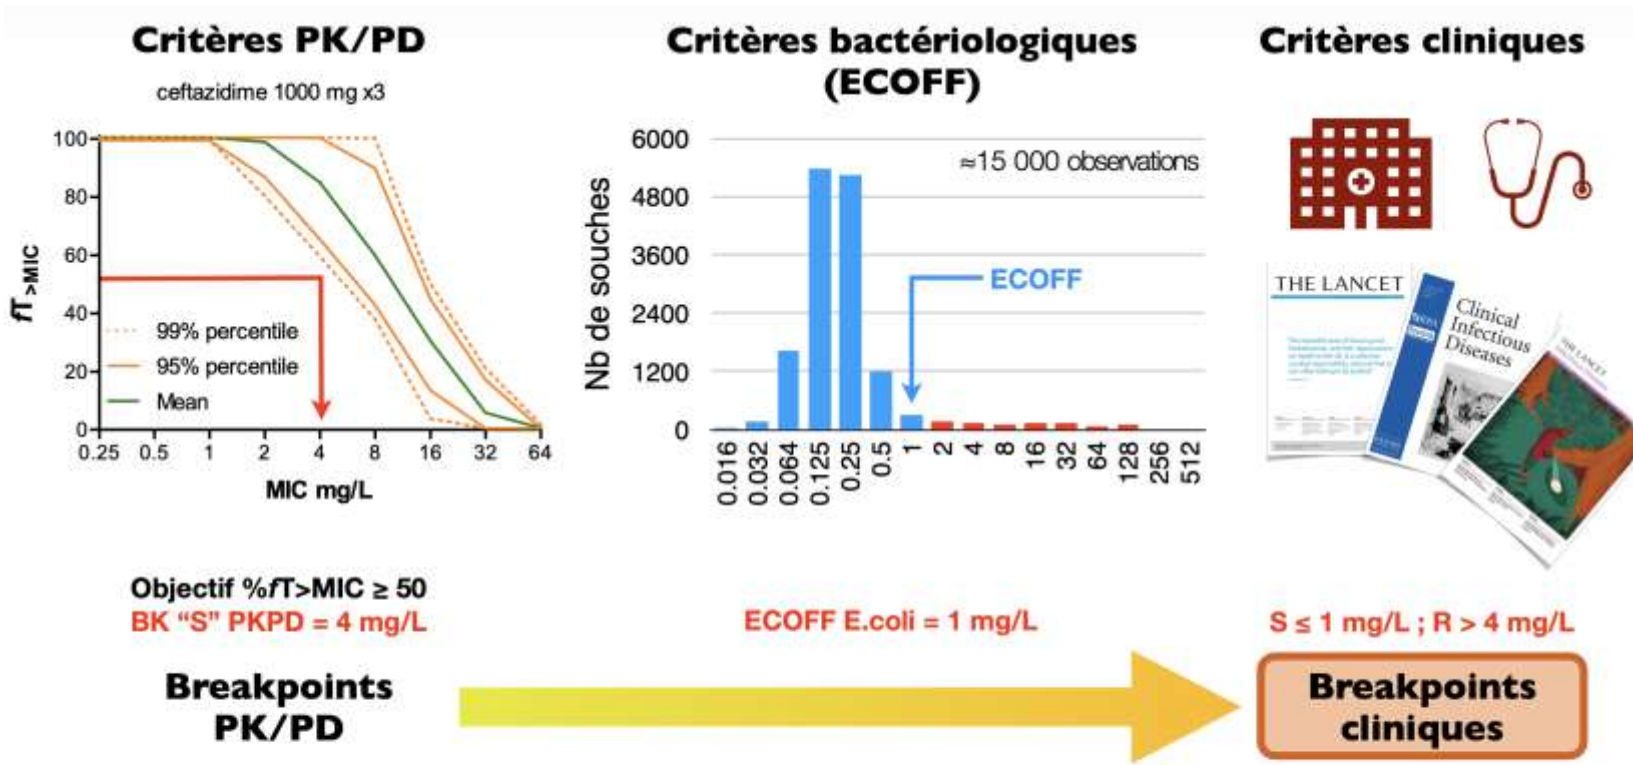 Critères PK/PD
ceftazidime 1000 mg x3
fT>MIC
100
80
60
40
20
0
99% percentile
95% percentile
Mean
0.25 0.5 1 2 4 8 16 32 64
MIC mg/L
Objectif %fT>MIC ≥ 50
BK “S” PKPD = 4 mg/L
Breakpoints
PK/PD
Critères bactériologiques
(ECOFF)
Nb de souches
6000
4800
3600
2400
1200
0
≈15 000 observations
ECOFF
0.016 0.032 0.064 0.125 0.25 0.5 1 2 4 8 16 32 64 128 256 512
ECOFF E.coli = 1 mg/L
Critères cliniques
THE LANCET
Clinical
Infectious
Diseases
THE LANCET
S ≤ 1 mg/L ; R > 4 mg/L
Breakpoints
cliniques